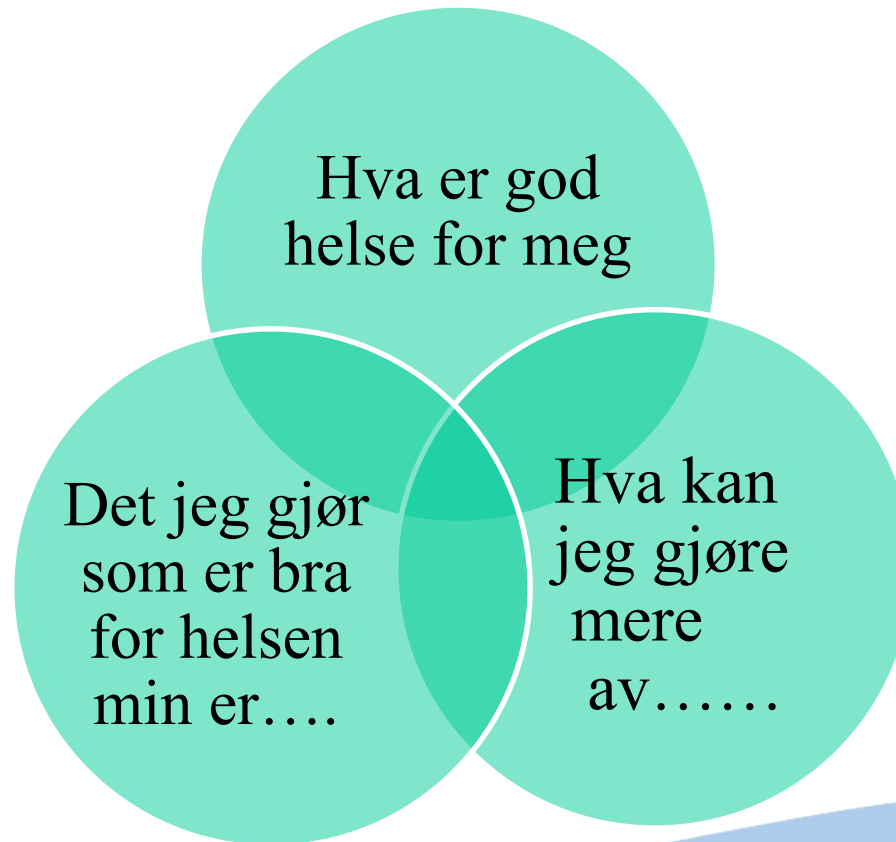 Hva er god
helse for meg
Det jeg gjør
som er bra
for helsen
min er….
Hva kan
jeg gjøre
mere
av……